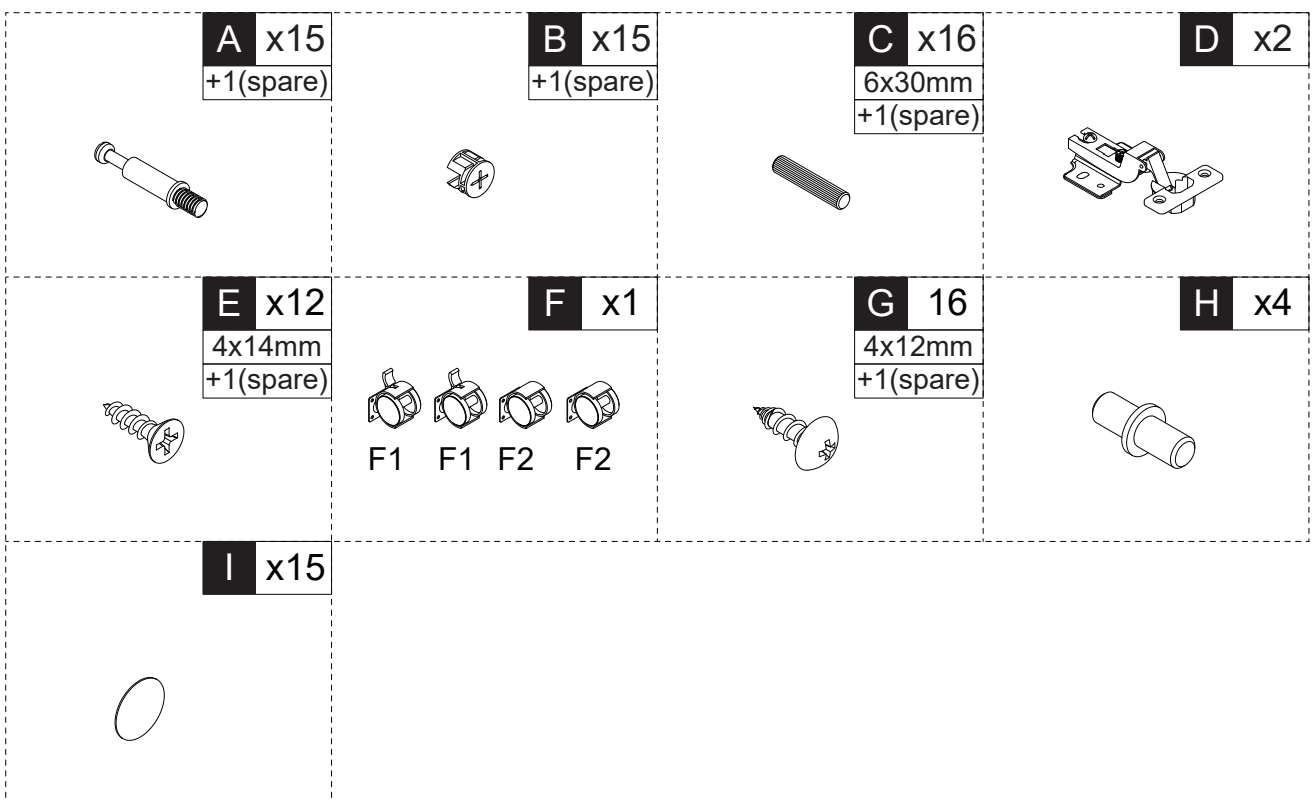 A x15
+1(spare)
B x15
+1(spare)
C x16
6x30mm
+1(spare)
D x2
E x12
4x14mm
+1(spare)
F x1
F1 F1 F2 F2
G 16
4x12mm
+1(spare)
H x4
I x15